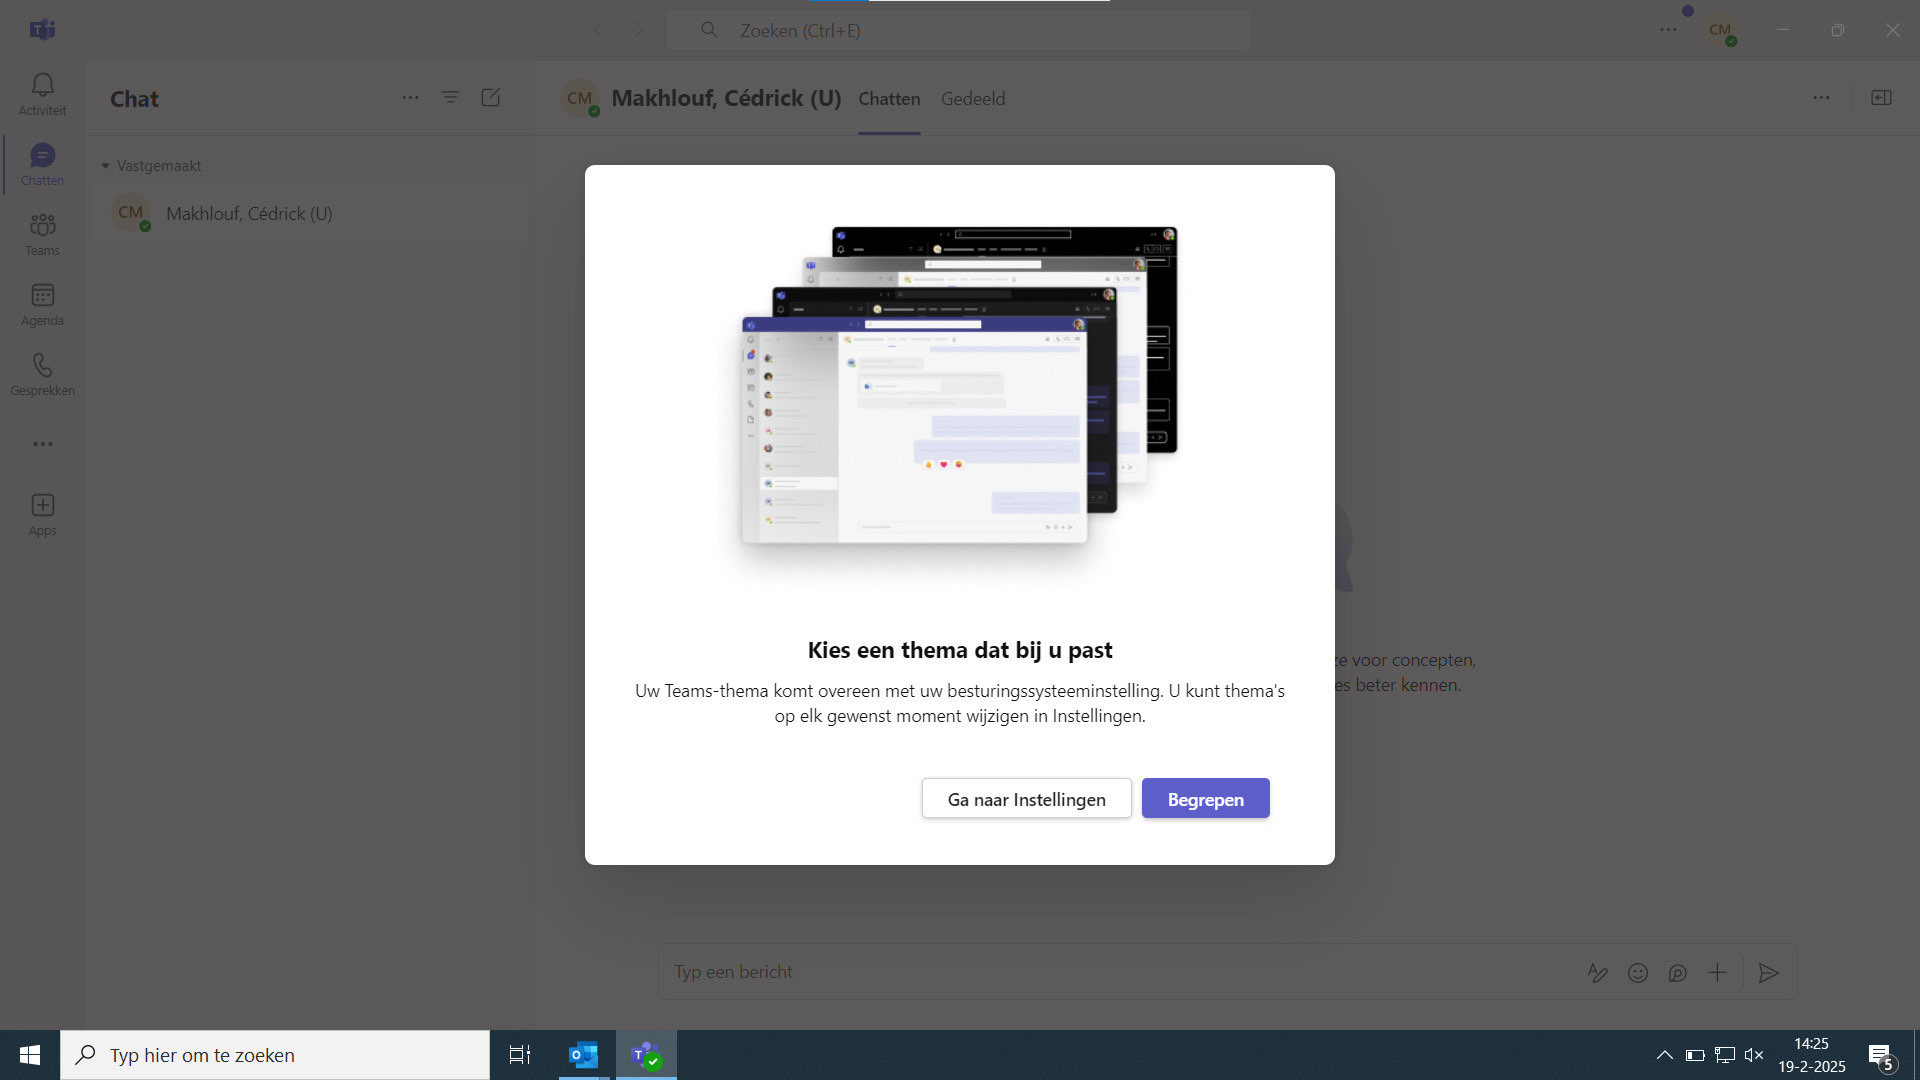 Zoeken (Ctrl+E)
CM
Activiteit
Chatten
Teams
Agenda
Gesprekken
Apps
Chat
Vastgemaakt
CM
Makhlouf, Cédrick (U)
CM
Makhlouf, Cédrick (U)
Chatten
Gedeeld
Kies een thema dat bij u past
Uw Teams-thema komt overeen met uw besturingssysteeminstelling. U kunt thema's
op elk gewenst moment wijzigen in Instellingen.
Ga naar Instellingen
Begrepen
voor concepten,
beter kennen.
Typ een bericht
Typ hier om te zoeken
14:25
19-2-2025
5